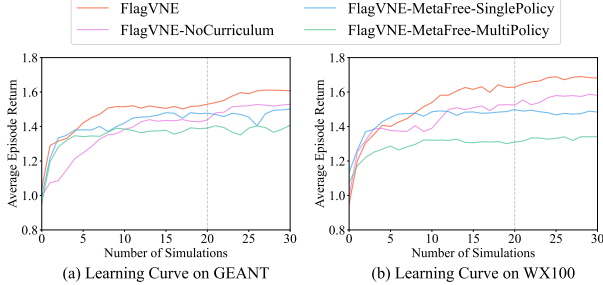 FlagVNE
FlagVNE-MetaFree-SinglePolicy
FlagVNE-NoCurriculum
FlagVNE-MetaFree-MultiPolicy
Average Episode Return
1.8
1.6
1.4
1.2
1.0
0.8
0 5 10 15 20 25 30
Number of Simulations
(a) Learning Curve on GEANT
Average Episode Return
1.8
1.6
1.4
1.2
1.0
0.8
0 5 10 15 20 25 30
Number of Simulations
(b) Learning Curve on WX100